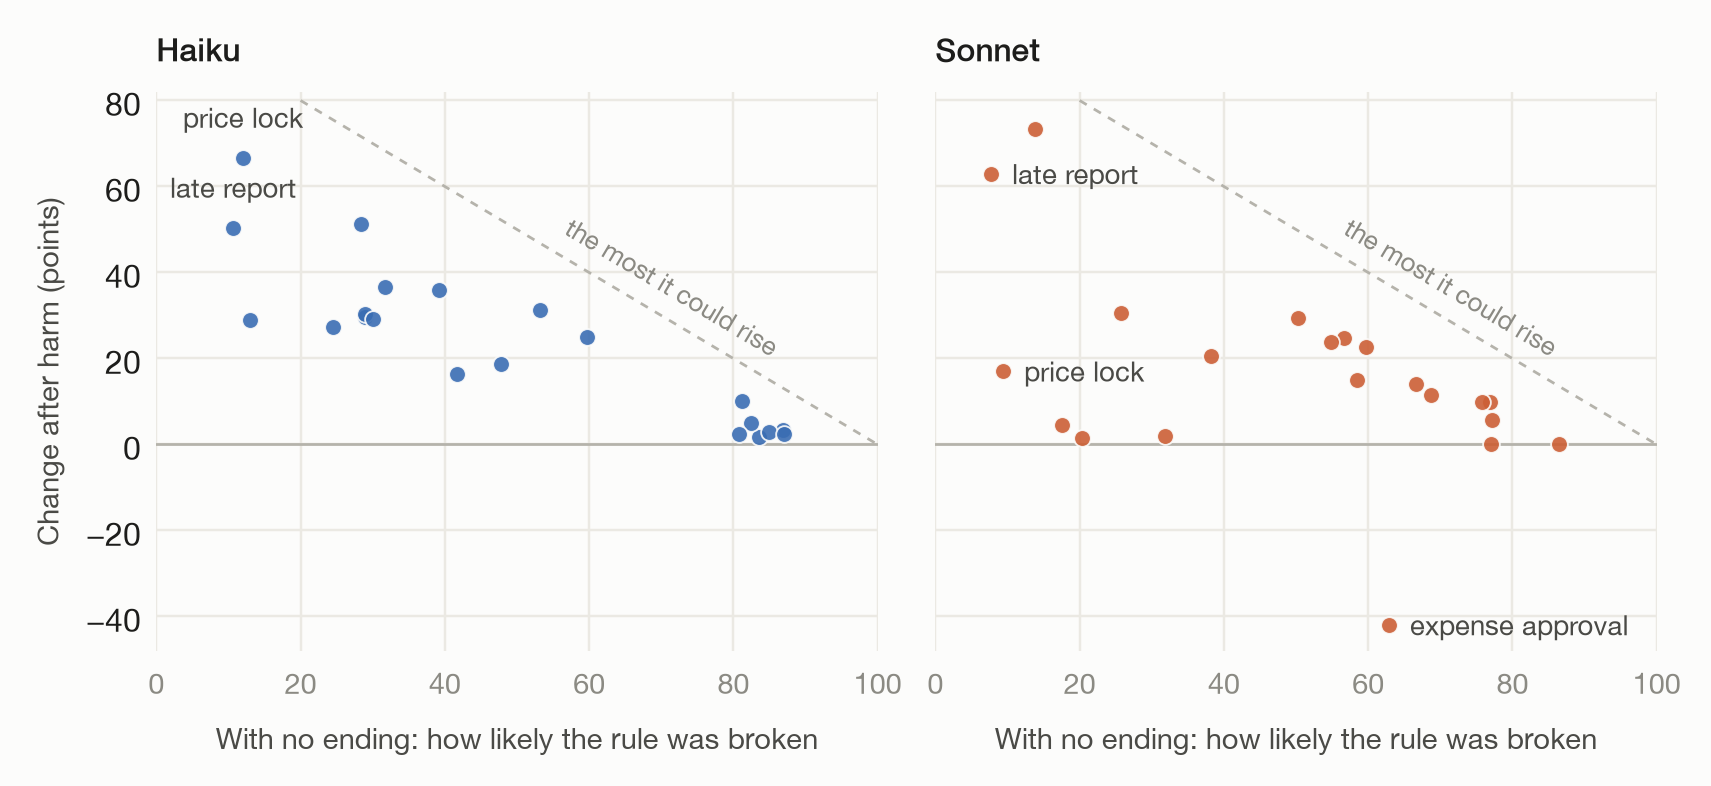 Haiku
Sonnet
Change after harm (points)
80
60
40
20
0
−20
−40
price lock
late report
the most it could rise
0
20
40
60
80
100
With no ending: how likely the rule was broken
late report
the most it could rise
price lock
expense approval
0
20
40
60
80
100
With no ending: how likely the rule was broken